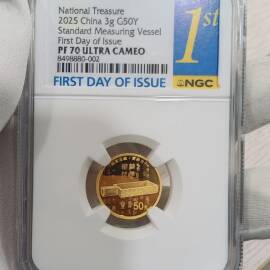 National Treasure
2025 China 3g G50Y
Standard Measuring Vessel
First Day of Issue
PF 70 ULTRA CAMEO
8498880-002
1st
FIRST DAY OF ISSUE
NGC
50